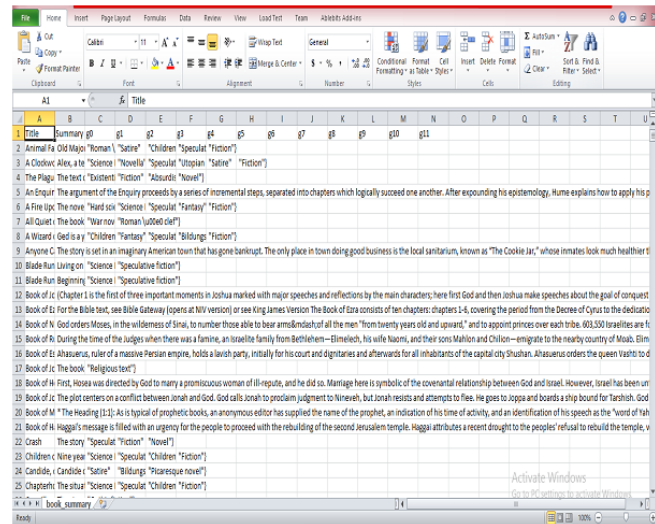 File Home Insert Page Layout Formulas Data Review View Load Test Team Ablebits Add-ins
Cut
Copy
Format Painter
Paste
Calibri 11
Wrap Text
Merge & Center
General
Conditional Formatting
Format as Table
Cell Styles
Insert Delete Format
AutoSum
Fill
Clear
Sort & Filter
Find & Select
Clipboard Font Alignment Number Styles Cells Editing
A1 fx Title
A B C D E F G H I J K L M N O P Q R S T U
1 Title Summary g0 g1 g2 g3 g4 g5 g6 g7 g8 g9 g10 g11
2 Animal Fa Old Major "Roman \ "Satire" "Children "Speculat "Fiction"}
3 A Clockwo Alex, a te "Science I "Novella" "Speculat "Utopian "Satire" "Fiction"}
4 The Plagu The text c "Existenti "Fiction" "Absurdis "Novel"}
5 An Enquir The argument of the Enquiry proceeds by a series of incremental steps, separated into chapters which logically succeed one another. After expounding his epistemology, Hume explains how to apply his p
6 A Fire Upo The nove "Hard scie "Science I "Speculat "Fantasy" "Fiction"}
7 All Quiet o The book "War nov "Roman \u00e0 clef"}
8 A Wizard o Ged is a y "Children "Fantasy" "Speculat "Bildungs "Fiction"}
9 Anyone C The story is set in an imaginary American town that has gone bankrupt. The only place in town doing good business is the local sanitarium, known as "The Cookie Jar," whose inmates look much healthier t
10 Blade Run Living on "Science I "Speculative fiction"}
11 Blade Run Beginning "Science I "Speculative fiction"}
12 Book of Jo {Chapter 1 is the first of three important moments in Joshua marked with major speeches and reflections by the main characters; here first God and then Joshua make speeches about the goal of conquest
13 Book of Ez For the Bible text, see Bible Gateway (opens at NIV version) or see King James Version The Book of Ezra consists of ten chapters: chapters 1-6, covering the period from the Decree of Cyrus to the dedicatio
14 Book of N God orders Moses, in the wilderness of Sinai, to number those able to bear arms&mdash;of all the men "from twenty years old and upward," and to appoint princes over each tribe. 603,550 Israelites are fo
15 Book of Ru During the time of the Judges when there was a famine, an Israelite family from Bethlehem—Elimelech, his wife Naomi, and their sons Mahlon and Chilion—emigrate to the nearby country of Moab. Elim
16 Book of Es Ahasuerus, ruler of a massive Persian empire, holds a lavish party, initially for his court and dignitaries and afterwards for all inhabitants of the capital city Shushan. Ahasuerus orders the queen Vashti to d
17 Book of Jo The book "Religious text"}
18 Book of H First, Hosea was directed by God to marry a promiscuous woman of ill-repute, and he did so. Marriage here is symbolic of the covenantal relationship between God and Israel. However, Israel has been un
19 Book of Jo The plot centers on a conflict between Jonah and God. God calls Jonah to proclaim judgment to Nineveh, but Jonah resists and attempts to flee. He goes to Joppa and boards a ship bound for Tarshish. God
20 Book of M * The Heading (1:1): As is typical of prophetic books, an anonymous editor has supplied the name of the prophet, an indication of his time of activity, and an identification of his speech as the "word of Yah
21 Book of Ha Haggai's message is filled with an urgency for the people to proceed with the rebuilding of the second Jerusalem temple. Haggai attributes a recent drought to the peoples' refusal to rebuild the temple, v
22 Crash The story "Speculat "Fiction" "Novel"}
23 Children o Nine year "Science I "Speculat "Children "Fiction"}
24 Candide, o Candide c "Satire" "Bildungs "Picaresque novel"}
25 Chapterho The situat "Science I "Speculat "Children "Fiction"}
Activate Windows
Go to PC settings to activate Windows.
book_summary
Ready 100%